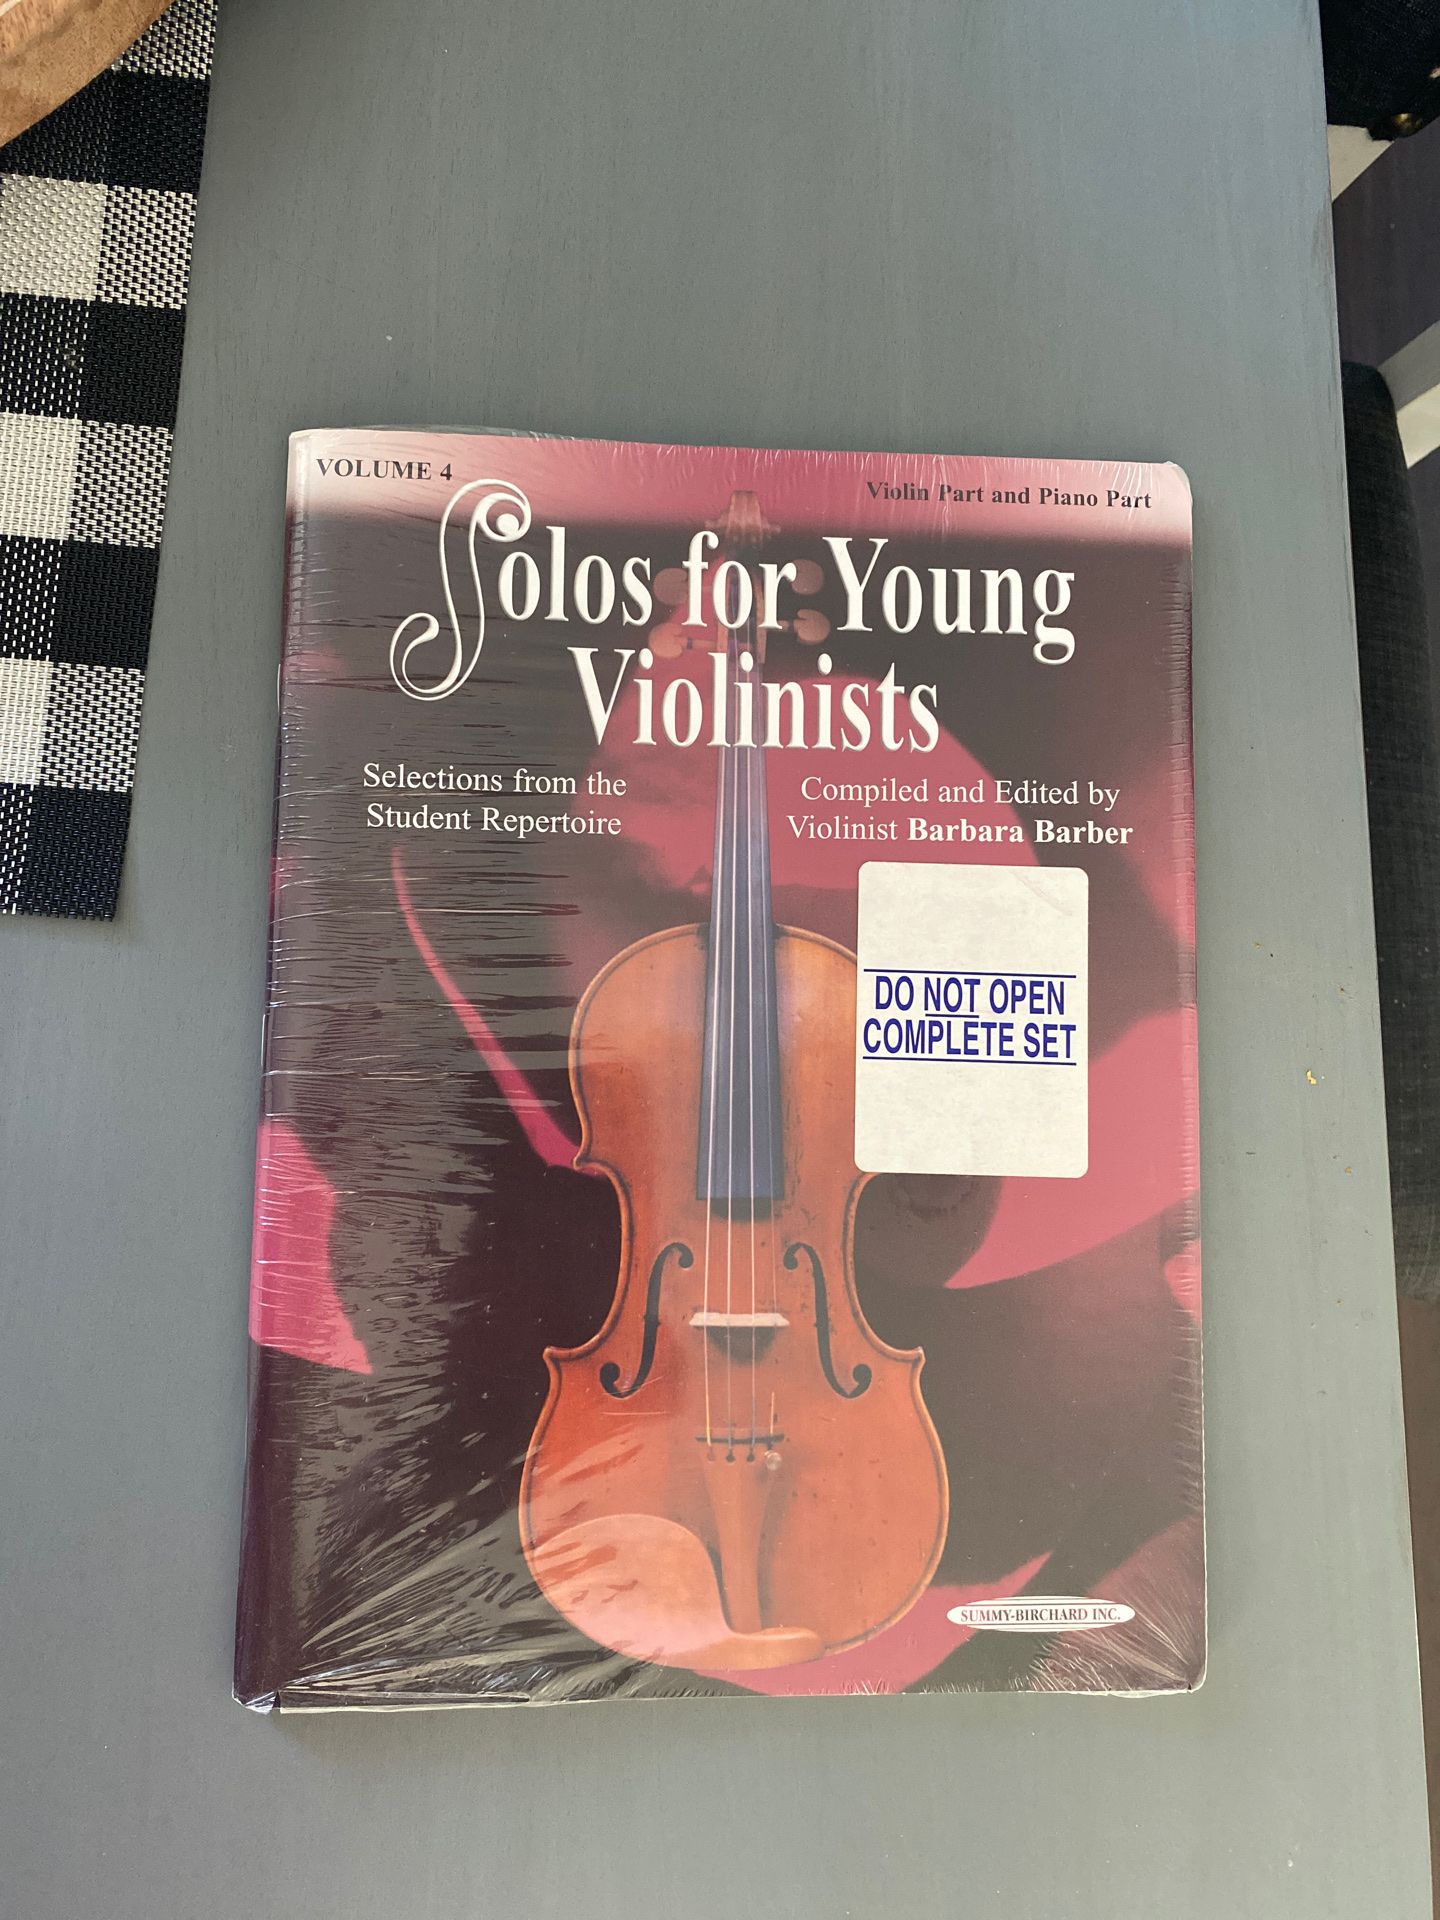 VOLUME 4
Violin Part and Piano Part
Solos for Young
Violinists
Selections from the
Student Repertoire
Compiled and Edited by
Violinist Barbara Barber
DO NOT OPEN
COMPLETE SET
SUMMY-BIRCHARD INC.